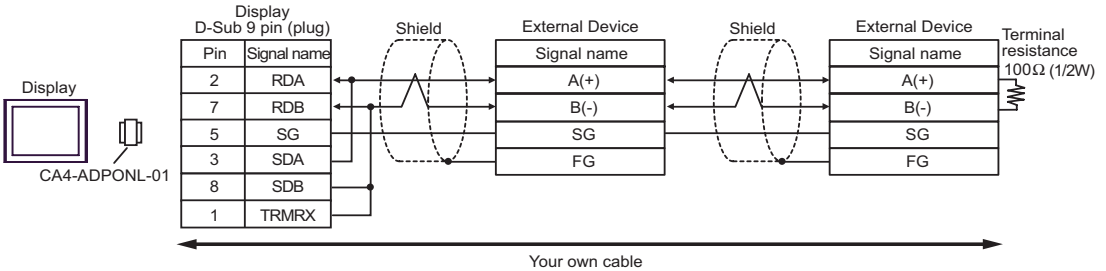 Display
D-Sub 9 pin (plug)
Shield
External Device
Shield
External Device
Terminal
resistance
100Ω (1/2W)
Pin Signal name
Signal name
Signal name
2 RDA
A(+)
A(+)
7 RDB
B(-)
B(-)
5 SG
SG
SG
3 SDA
FG
FG
8 SDB
1 TRMRX
Display
CA4-ADPONL-01
Your own cable